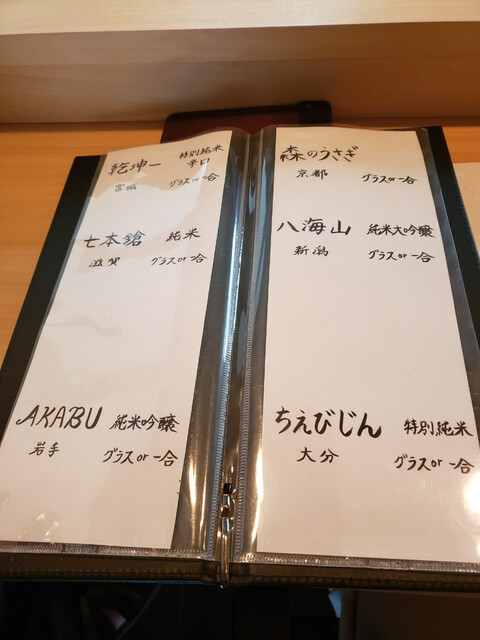 乾坤一 特別純米 辛口
宮城 グラスor一合
七本鎗 純米
滋賀 グラスor一合
AKABU 純米吟醸
岩手 グラスor一合
森のうさぎ
京都 グラスor一合
八海山 純米大吟醸
新潟 グラスor一合
ちえびじん 特別純米
大分 グラスor一合